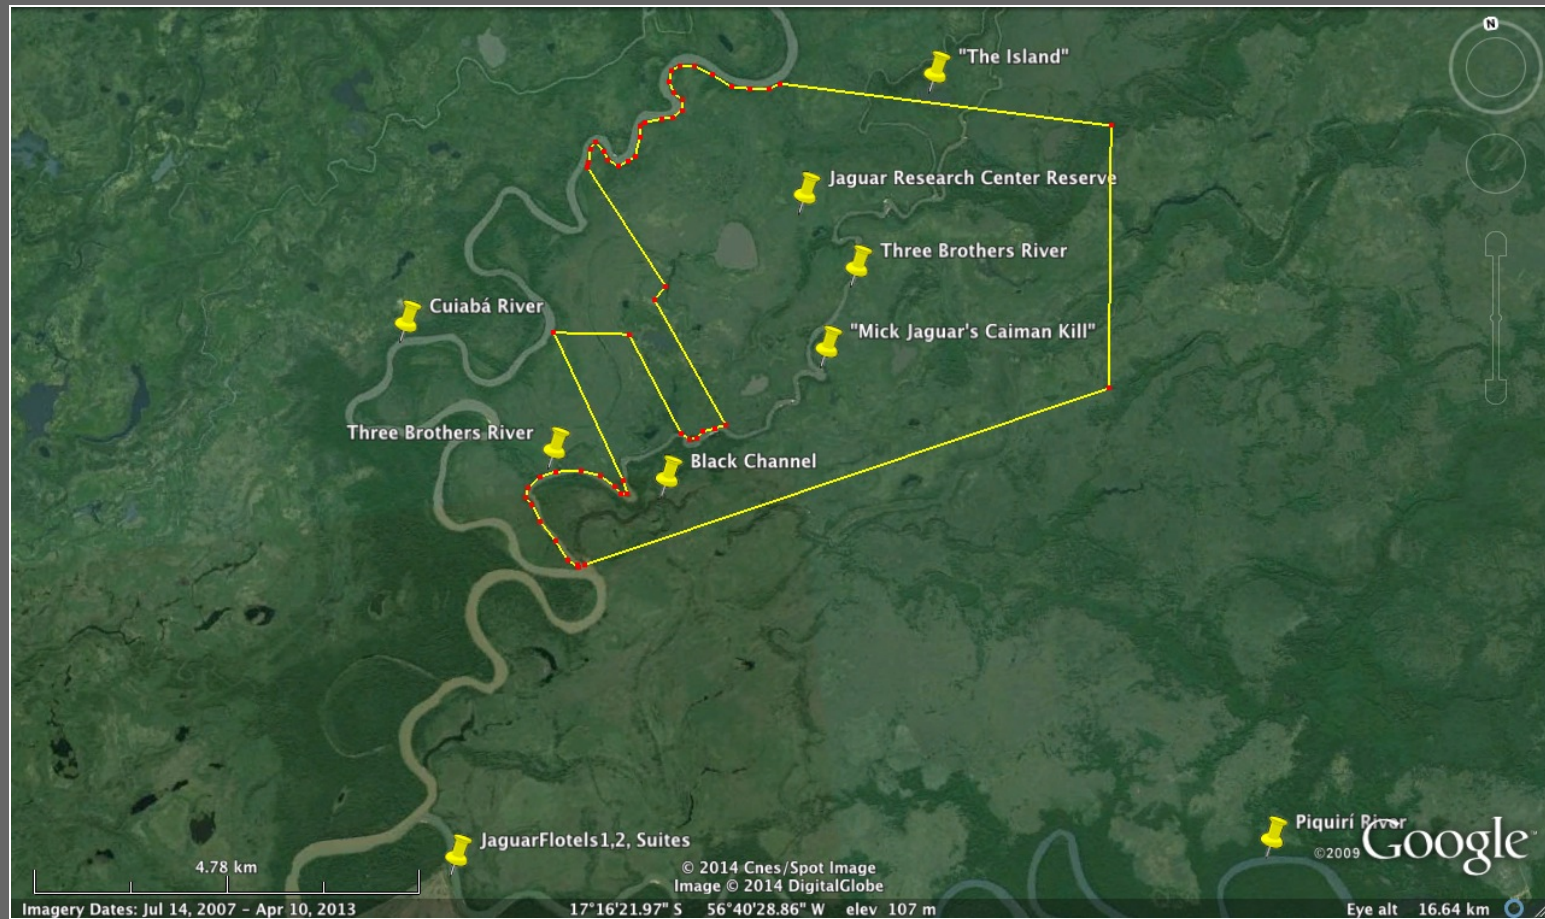 N
"The Island"
Jaguar Research Center Reserve
Three Brothers River
Cuiabá River
"Mick Jaguar's Caiman Kill"
Three Brothers River
Black Channel
Piquirí River
JaguarFlotels1,2, Suites
©2009 Google™
4.78 km
© 2014 Cnes/Spot Image
Image © 2014 DigitalGlobe
Imagery Dates: Jul 14, 2007 - Apr 10, 2013
17°16'21.97" S 56°40'28.86" W elev 107 m
Eye alt 16.64 km